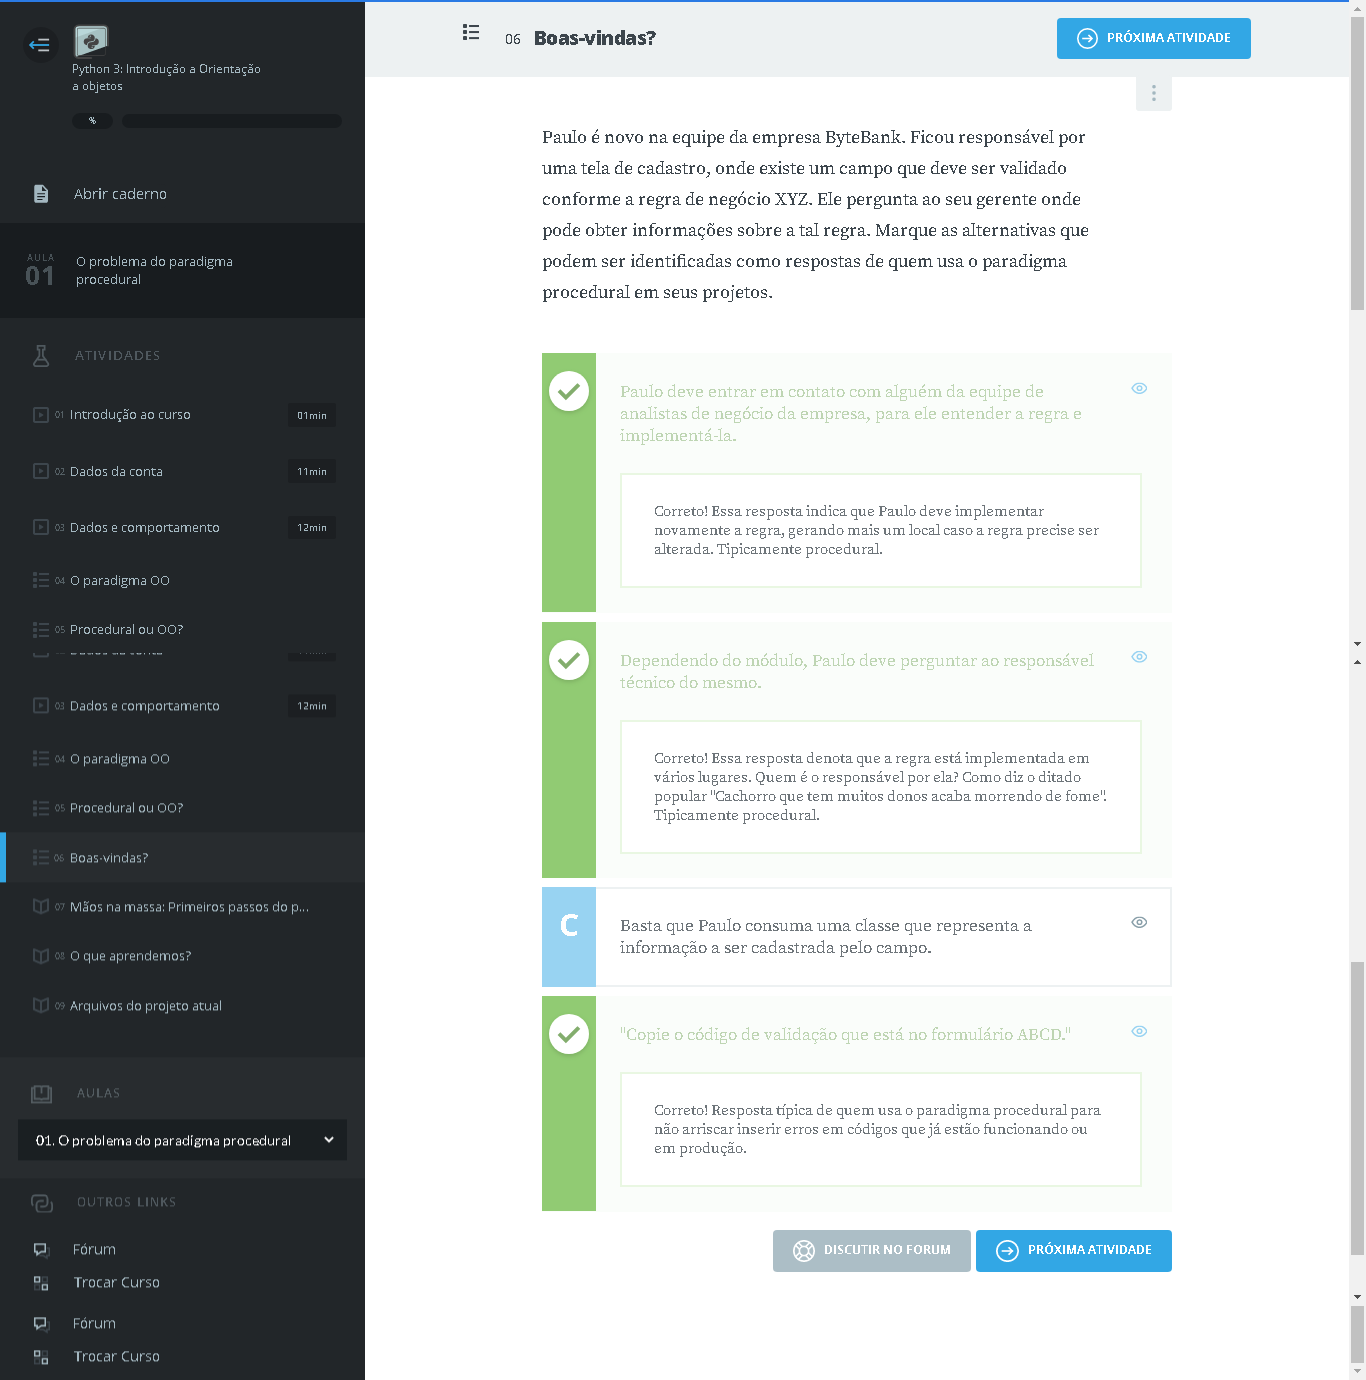 Python 3: Introdução a Orientação
a objetos
%
Abrir caderno
AULA
01
O problema do paradigma
procedural
ATIVIDADES
01 Introdução ao curso 01min
02 Dados da conta 11min
03 Dados e comportamento 12min
04 O paradigma OO
05 Procedural ou OO?
03 Dados e comportamento 12min
04 O paradigma OO
05 Procedural ou OO?
06 Boas-vindas?
07 Mãos na massa: Primeiros passos do p...
08 O que aprendemos?
09 Arquivos do projeto atual
AULAS
01. O problema do paradigma procedural
OUTROS LINKS
Fórum
Trocar Curso
Fórum
Trocar Curso
06 Boas-vindas?
PRÓXIMA ATIVIDADE
Paulo é novo na equipe da empresa ByteBank. Ficou responsável por
uma tela de cadastro, onde existe um campo que deve ser validado
conforme a regra de negócio XYZ. Ele pergunta ao seu gerente onde
pode obter informações sobre a tal regra. Marque as alternativas que
podem ser identificadas como respostas de quem usa o paradigma
procedural em seus projetos.
Paulo deve entrar em contato com alguém da equipe de
analistas de negócio da empresa, para ele entender a regra e
implementá-la.
Correto! Essa resposta indica que Paulo deve implementar
novamente a regra, gerando mais um local caso a regra precise ser
alterada. Tipicamente procedural.
Dependendo do módulo, Paulo deve perguntar ao responsável
técnico do mesmo.
Correto! Essa resposta denota que a regra está implementada em
vários lugares. Quem é o responsável por ela? Como diz o ditado
popular "Cachorro que tem muitos donos acaba morrendo de fome".
Tipicamente procedural.
C
Basta que Paulo consuma uma classe que representa a
informação a ser cadastrada pelo campo.
"Copie o código de validação que está no formulário ABCD."
Correto! Resposta típica de quem usa o paradigma procedural para
não arriscar inserir erros em códigos que já estão funcionando ou
em produção.
DISCUTIR NO FORUM
PRÓXIMA ATIVIDADE